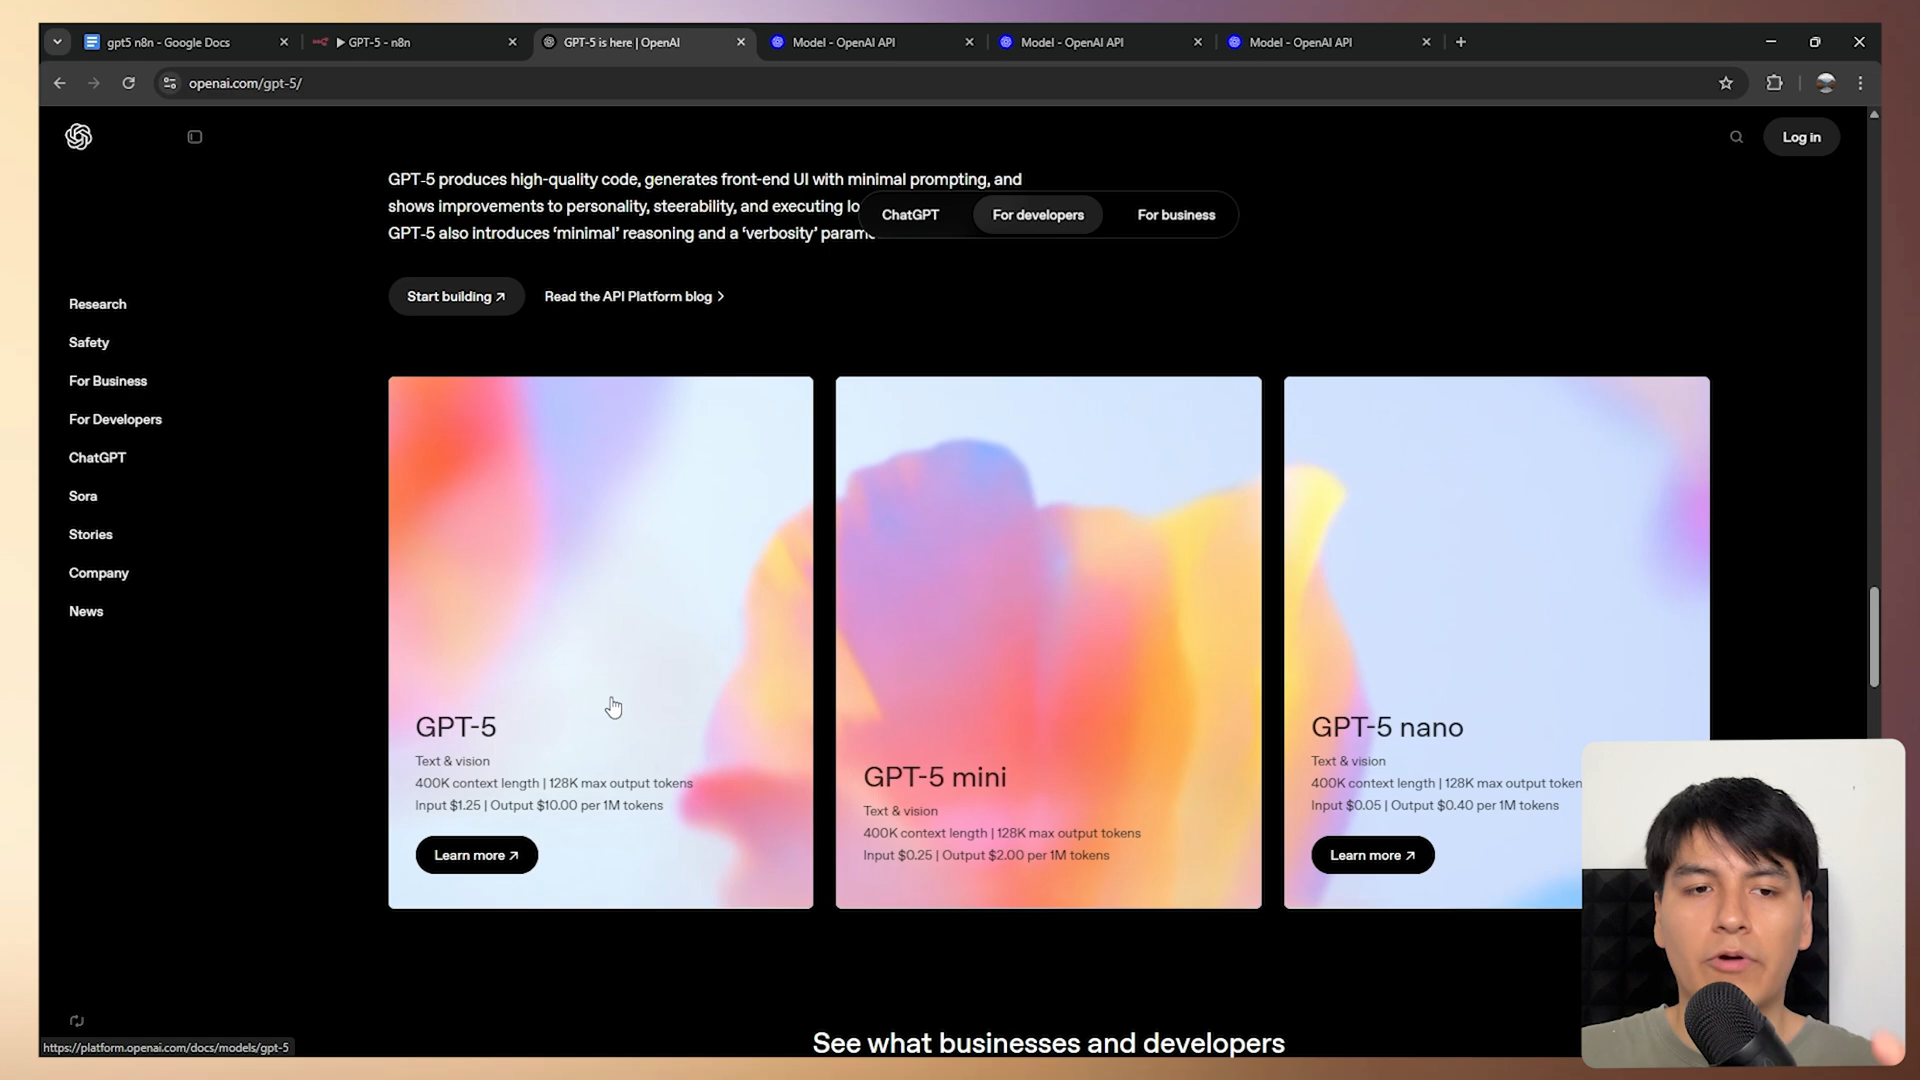 gpt5 n8n - Google Docs
GPT-5 - n8n
GPT-5 is here | OpenAI
Model - OpenAI API
Model - OpenAI API
Model - OpenAI API
openai.com/gpt-5/
Log in
GPT-5 produces high-quality code, generates front-end UI with minimal prompting, and
shows improvements to personality, steerability, and executing lo
GPT-5 also introduces ‘minimal’ reasoning and a ‘verbosity’ param
ChatGPT
For developers
For business
Start building ↗
Read the API Platform blog >
Research
Safety
For Business
For Developers
ChatGPT
Sora
Stories
Company
News
GPT-5
Text & vision
400K context length | 128K max output tokens
Input $1.25 | Output $10.00 per 1M tokens
Learn more ↗
GPT-5 mini
Text & vision
400K context length | 128K max output tokens
Input $0.25 | Output $2.00 per 1M tokens
GPT-5 nano
Text & vision
400K context length | 128K max output token
Input $0.05 | Output $0.40 per 1M tokens
Learn more ↗
See what businesses and developers
https://platform.openai.com/docs/models/gpt-5